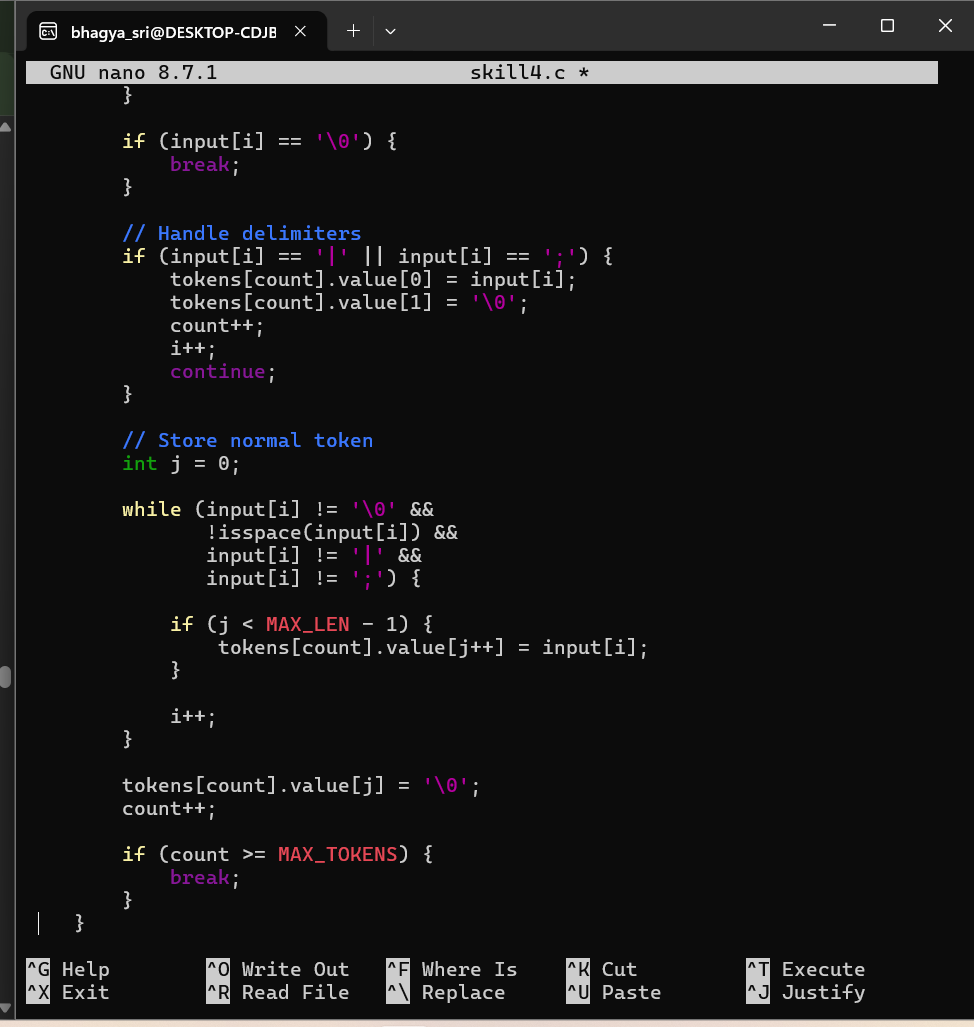 bhagya_sri@DESKTOP-CDJB
GNU nano 8.7.1 skill4.c *
        }

        if (input[i] == '\0') {
            break;
        }

        // Handle delimiters
        if (input[i] == '|' || input[i] == ';') {
            tokens[count].value[0] = input[i];
            tokens[count].value[1] = '\0';
            count++;
            i++;
            continue;
        }

        // Store normal token
        int j = 0;

        while (input[i] != '\0' &&
               !isspace(input[i]) &&
               input[i] != '|' &&
               input[i] != ';') {

            if (j < MAX_LEN - 1) {
                tokens[count].value[j++] = input[i];
            }

            i++;
        }

        tokens[count].value[j] = '\0';
        count++;

        if (count >= MAX_TOKENS) {
            break;
        }
    }

^G Help ^O Write Out ^F Where Is ^K Cut ^T Execute
^X Exit ^R Read File ^\ Replace ^U Paste ^J Justify